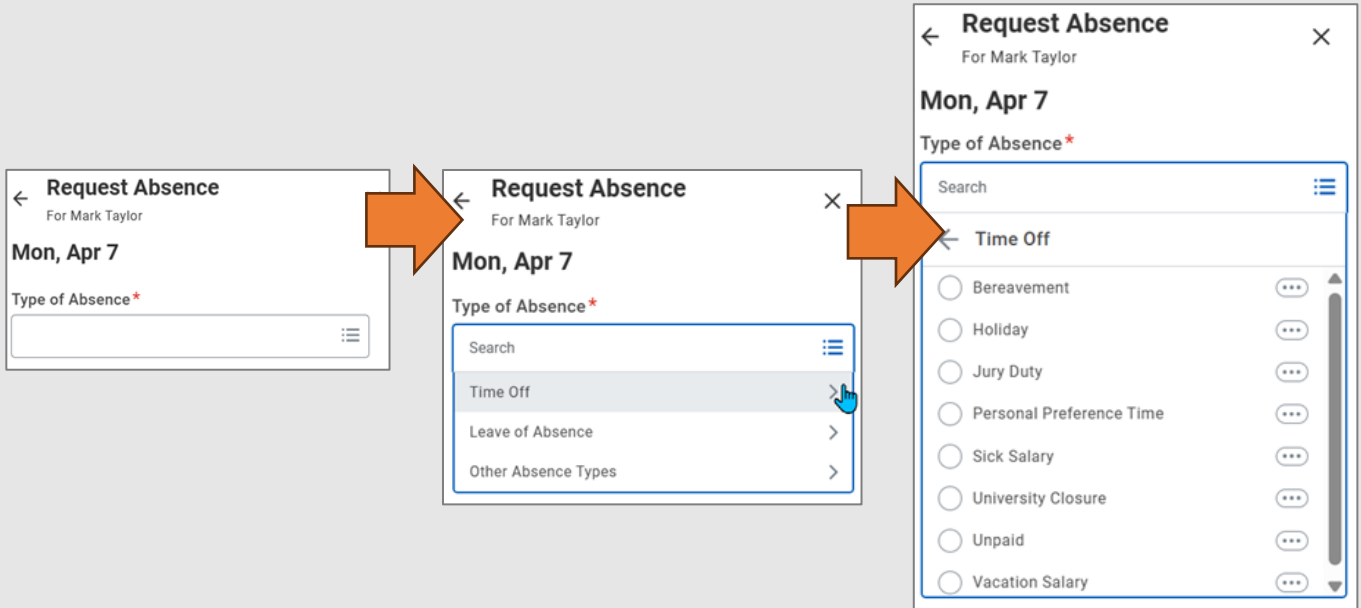 Request Absence
For Mark Taylor
Mon, Apr 7
Type of Absence*
Request Absence
For Mark Taylor
Mon, Apr 7
Type of Absence*
Search
Time Off
Leave of Absence
Other Absence Types
Request Absence
For Mark Taylor
Mon, Apr 7
Type of Absence*
Search
Time Off
Bereavement
Holiday
Jury Duty
Personal Preference Time
Sick Salary
University Closure
Unpaid
Vacation Salary